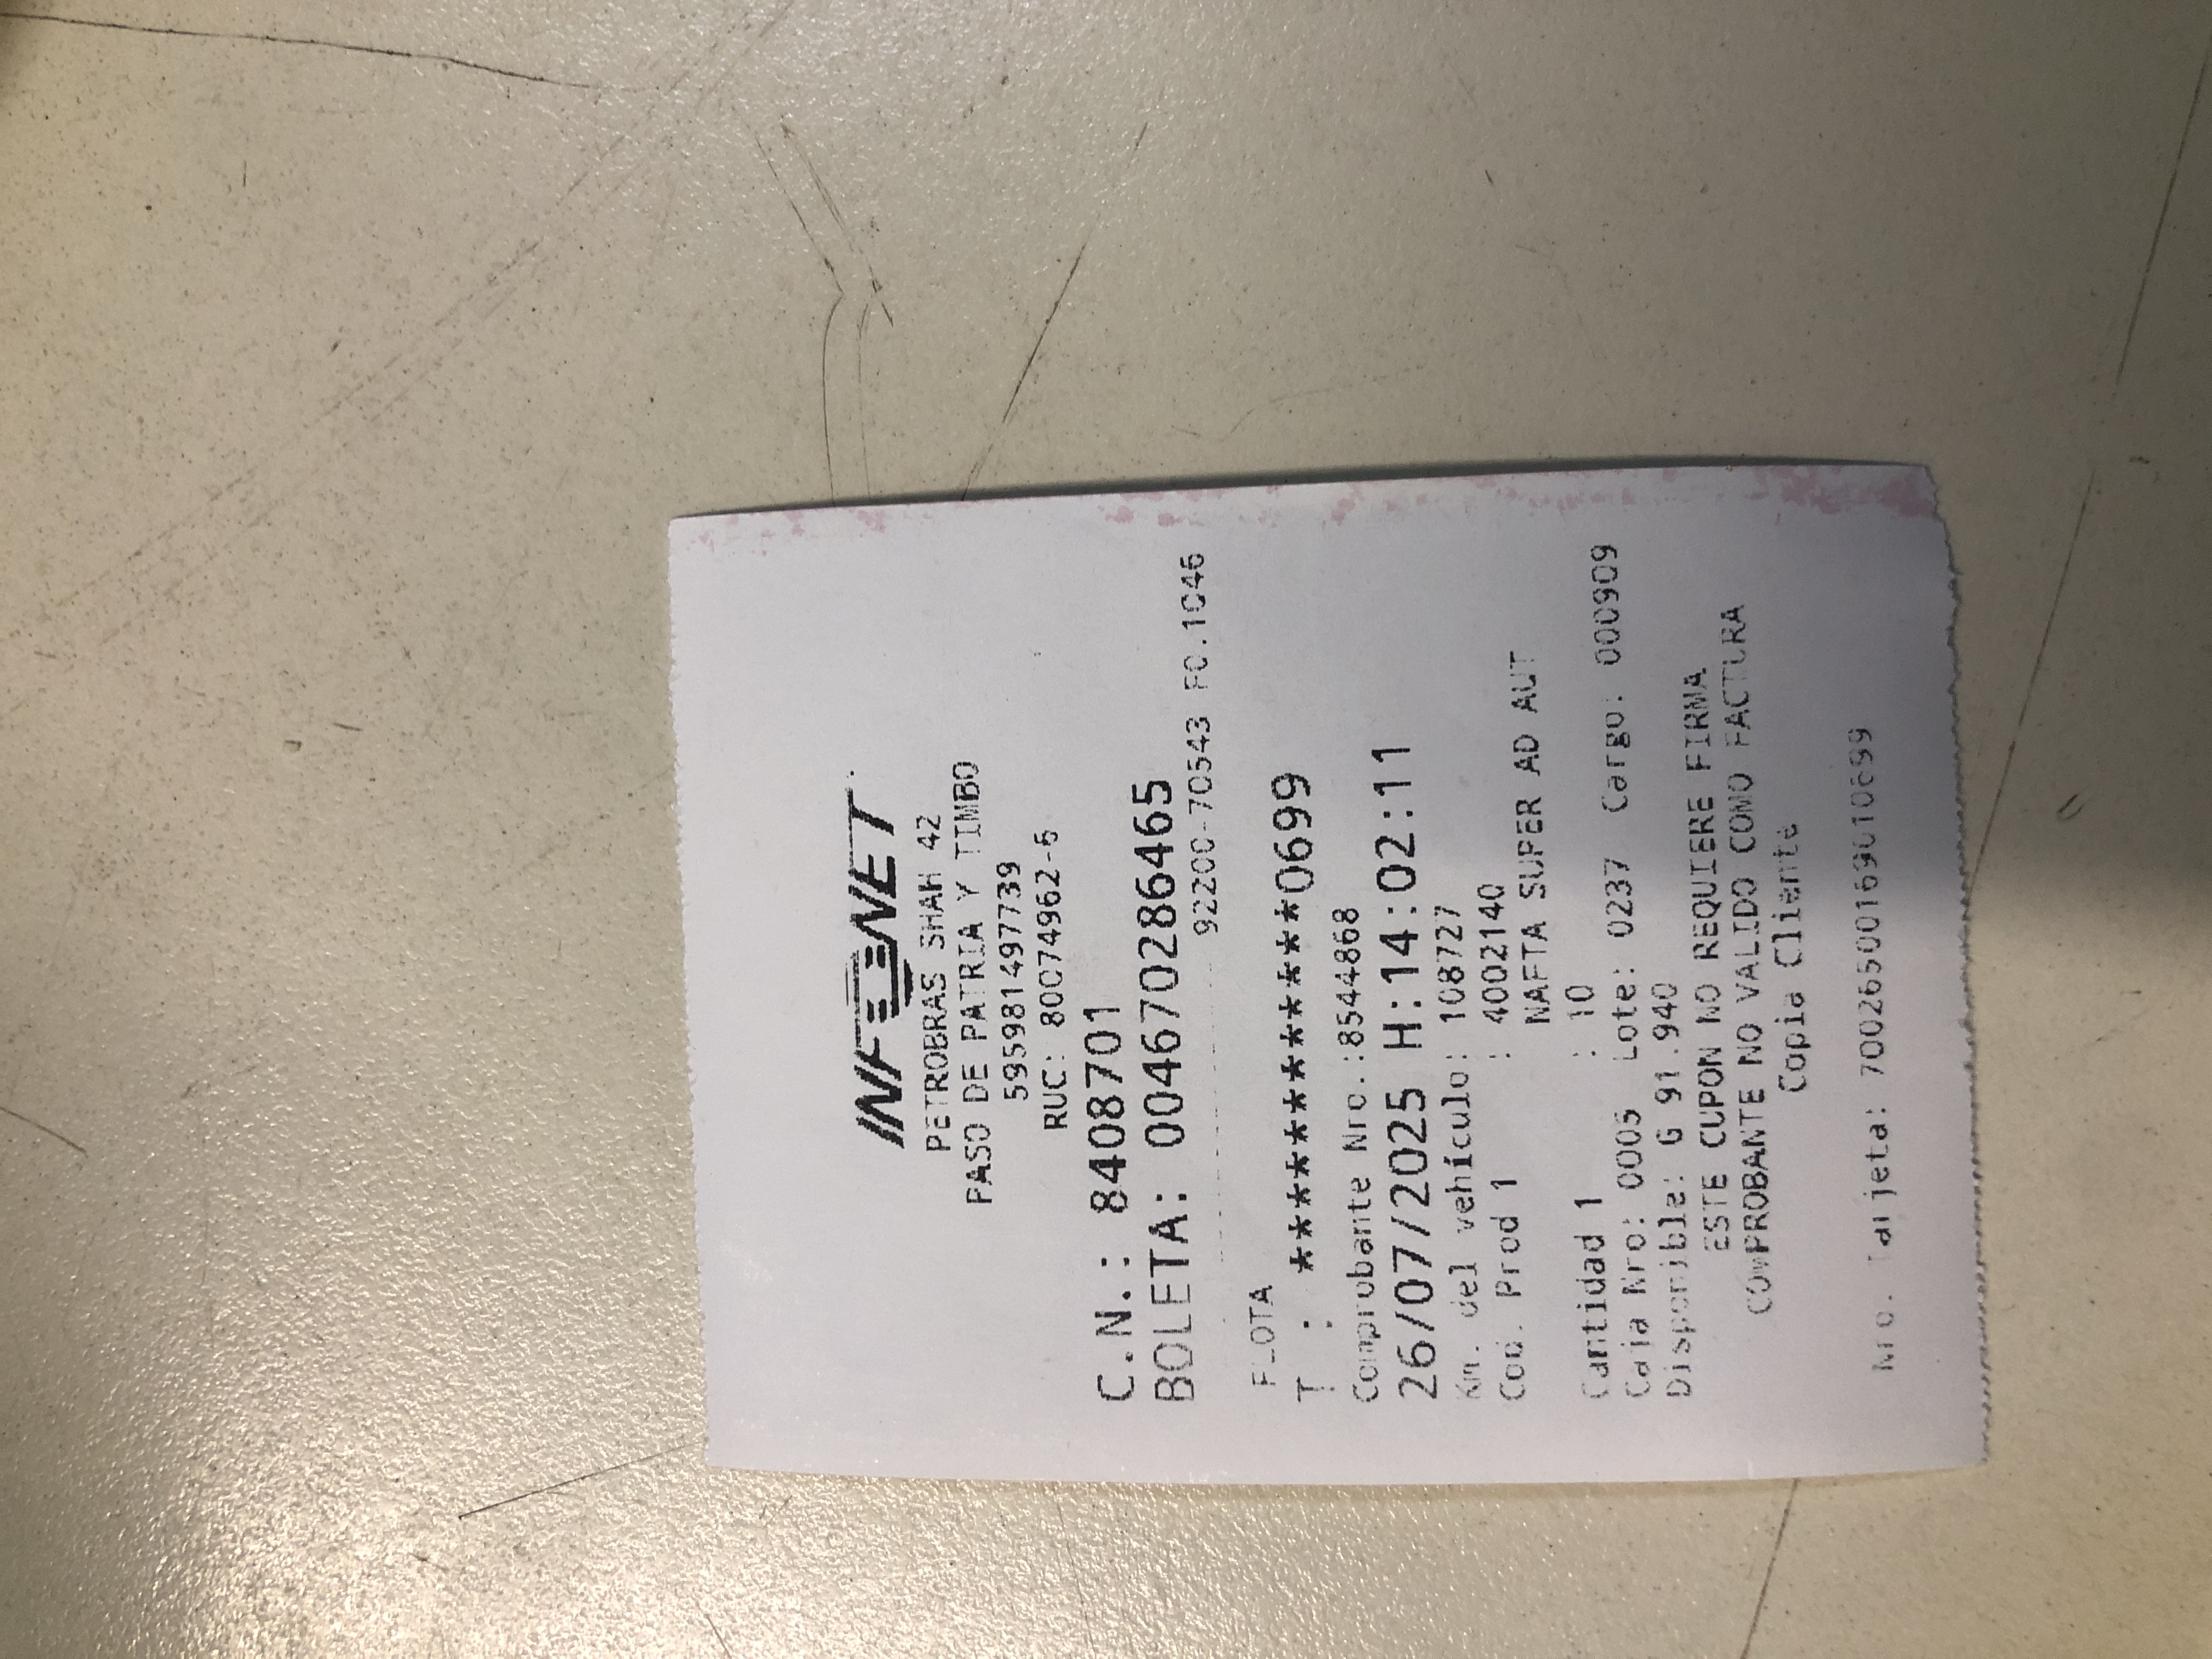 INFONET
PETROBRAS SHAH 42
PASO DE PATRIA Y TIMBO
595981497739
RUC: 80074962-6
C.N.: 8408701
BOLETA: 004670286465
92200-70543 F0.1046
FLOTA
T : ************0699
Comprobante Nro.:8544868
26/07/2025 H:14:02:11
Km. del vehículo: 108727
Cod. Prod 1 : 4002140
NAFTA SUPER AD AUT
Cantidad 1 : 10
Caja Nro: 0005 Lote: 0237 Cargo: 000909
Disponible: G 91.940
ESTE CUPON NO REQUIERE FIRMA
COMPROBANTE NO VALIDO COMO FACTURA
Copia Cliente
Nro. Tarjeta: 7002650016901​0699